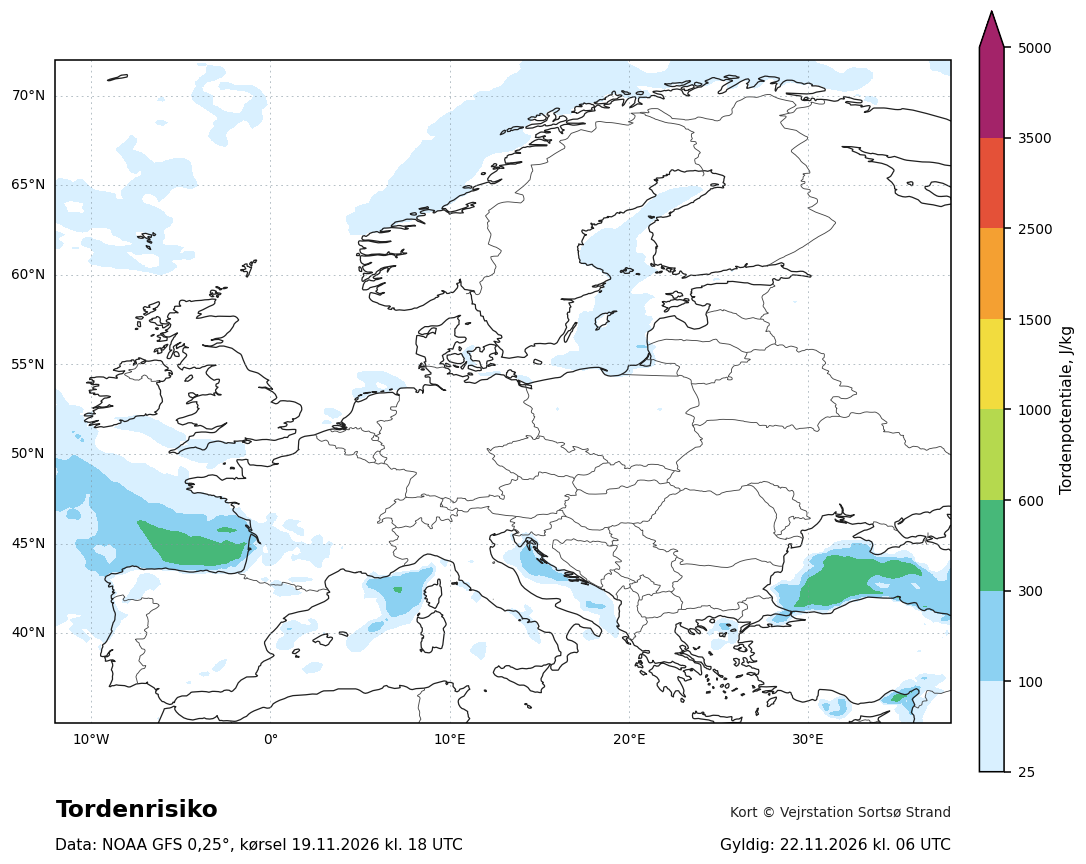 5000
3500
2500
1500
1000
600
300
100
25
Tordenpotentiale, J/kg
70°N
65°N
60°N
55°N
50°N
45°N
40°N
10°W
0°
10°E
20°E
30°E
Tordenrisiko
Kort © Vejrstation Sortsø Strand
Data: NOAA GFS 0,25°, kørsel 19.11.2026 kl. 18 UTC
Gyldig: 22.11.2026 kl. 06 UTC